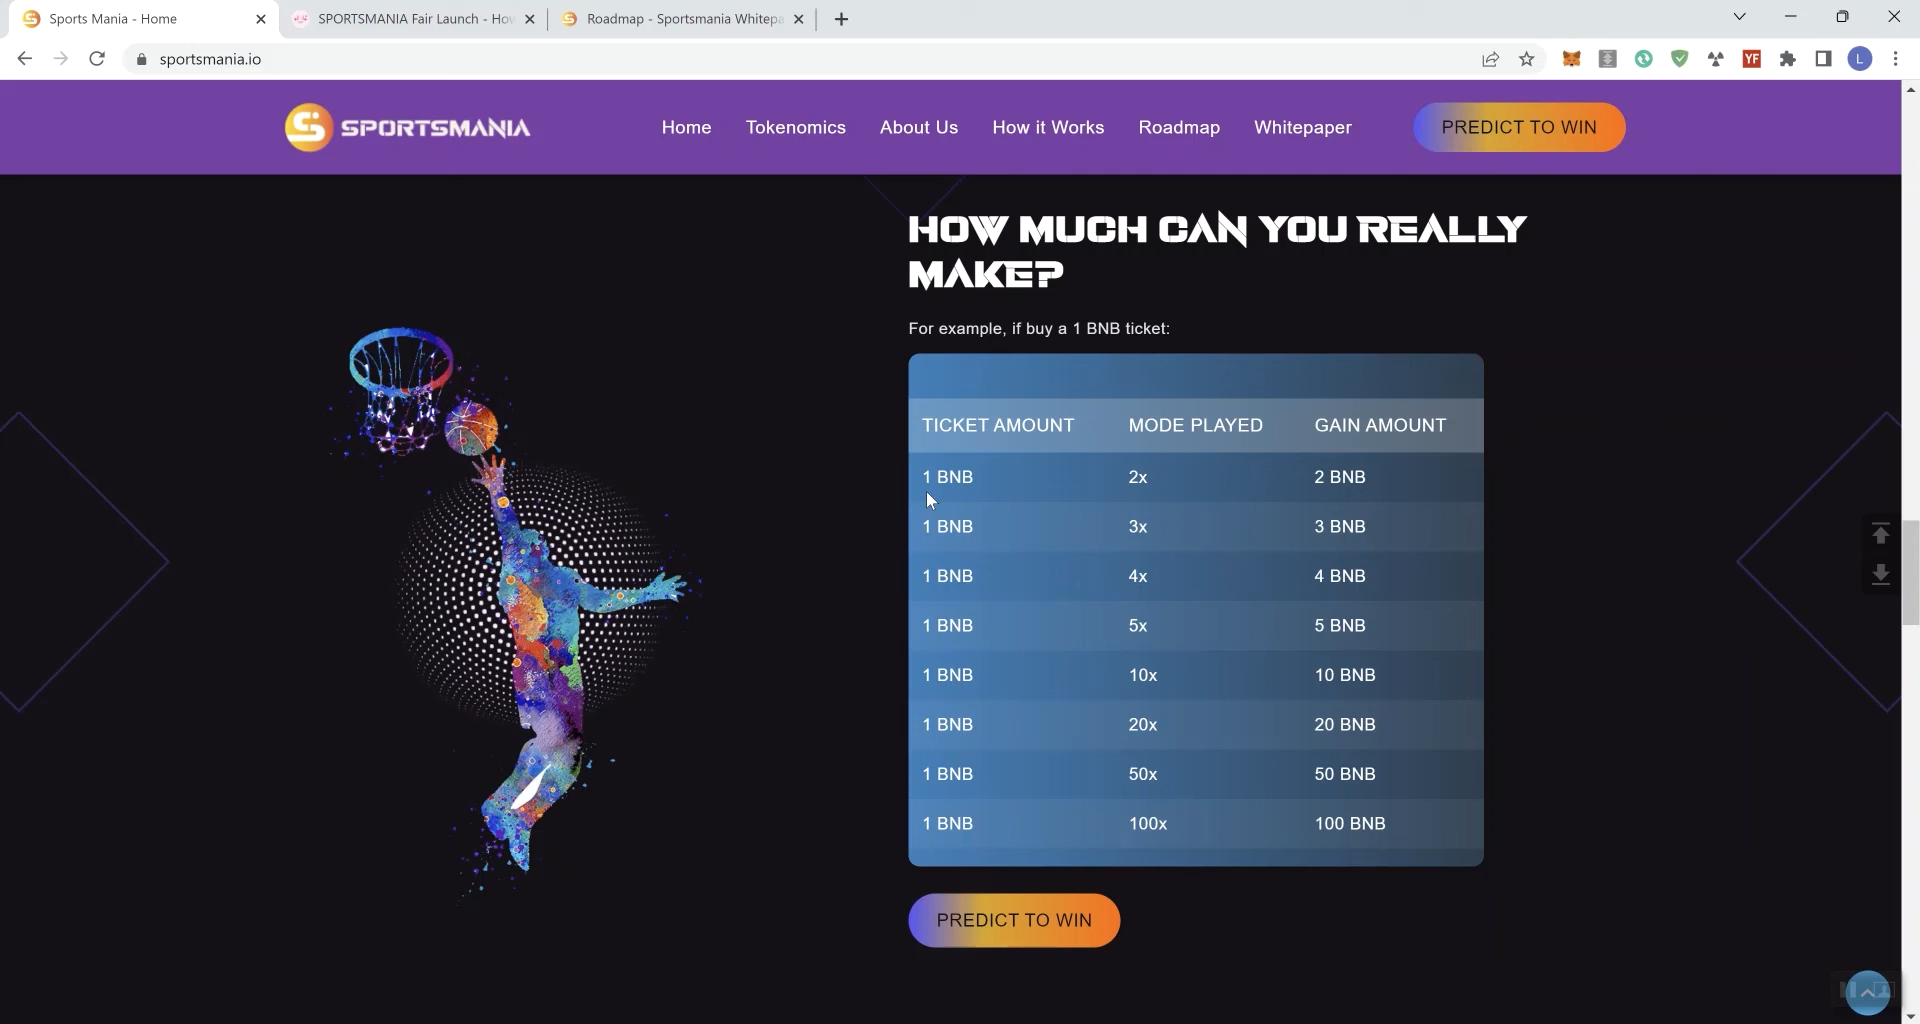 Sports Mania - Home
SPORTSMANIA Fair Launch - How
Roadmap - Sportsmania Whitepa
sportsmania.io
YF
L
S SPORTSMANIA
Home
Tokenomics
About Us
How it Works
Roadmap
Whitepaper
PREDICT TO WIN
HOW MUCH CAN YOU REALLY
MAKE?
For example, if buy a 1 BNB ticket:
TICKET AMOUNT MODE PLAYED GAIN AMOUNT
1 BNB 2x 2 BNB
1 BNB 3x 3 BNB
1 BNB 4x 4 BNB
1 BNB 5x 5 BNB
1 BNB 10x 10 BNB
1 BNB 20x 20 BNB
1 BNB 50x 50 BNB
1 BNB 100x 100 BNB
PREDICT TO WIN